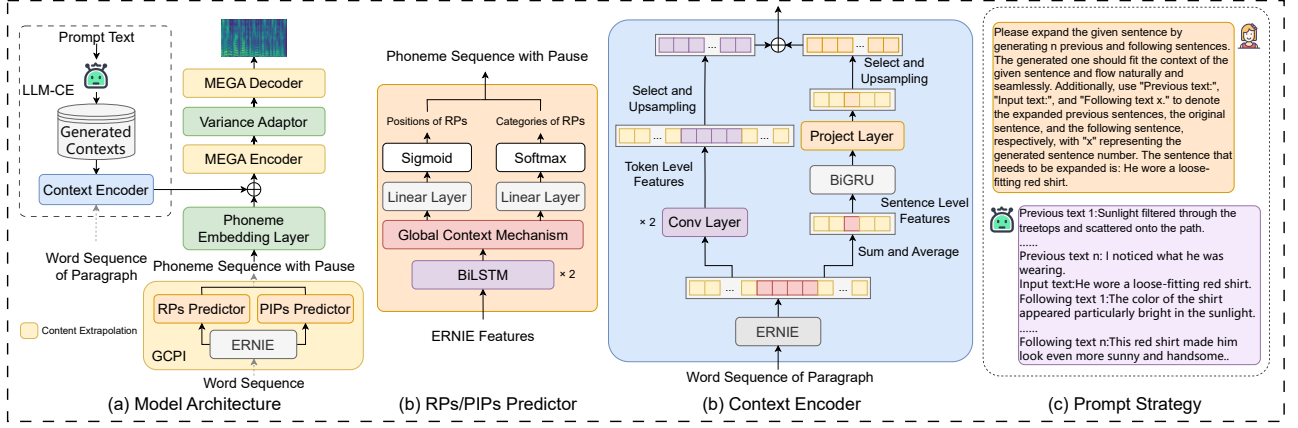 Prompt Text
LLM-CE
Generated
Contexts
Context Encoder
Word Sequence
of Paragraph
MEGA Decoder
Variance Adaptor
MEGA Encoder
Phoneme
Embedding Layer
Phoneme Sequence with Pause
RPs Predictor
PIPs Predictor
ERNIE
GCPI
Content Extrapolation
Word Sequence
(a) Model Architecture
Phoneme Sequence with Pause
Positions of RPs
Categories of RPs
Sigmoid
Softmax
Linear Layer
Linear Layer
Global Context Mechanism
BiLSTM
× 2
ERNIE Features
(b) RPs/PIPs Predictor
...
...
...
...
Select and
Upsampling
Select and
Upsampling
...
...
...
...
Project Layer
Token Level
Features
BiGRU
× 2
Conv Layer
Sentence Level
Features
...
...
Sum and Average
...
...
ERNIE
Word Sequence of Paragraph
(b) Context Encoder
Please expand the given sentence by
generating n previous and following sentences.
The generated one should fit the context of the
given sentence and flow naturally and
seamlessly. Additionally, use "Previous text:",
"Input text:", and "Following text x." to denote
the expanded previous sentences, the original
sentence, and the following sentence,
respectively, with "x" representing the
generated sentence number. The sentence that
needs to be expanded is: He wore a loose-
fitting red shirt.
Previous text 1:Sunlight filtered through the
treetops and scattered onto the path.
......
Previous text n: I noticed what he was
wearing.
Input text:He wore a loose-fitting red shirt.
Following text 1:The color of the shirt
appeared particularly bright in the sunlight.
......
Following text n:This red shirt made him
look even more sunny and handsome..
(c) Prompt Strategy